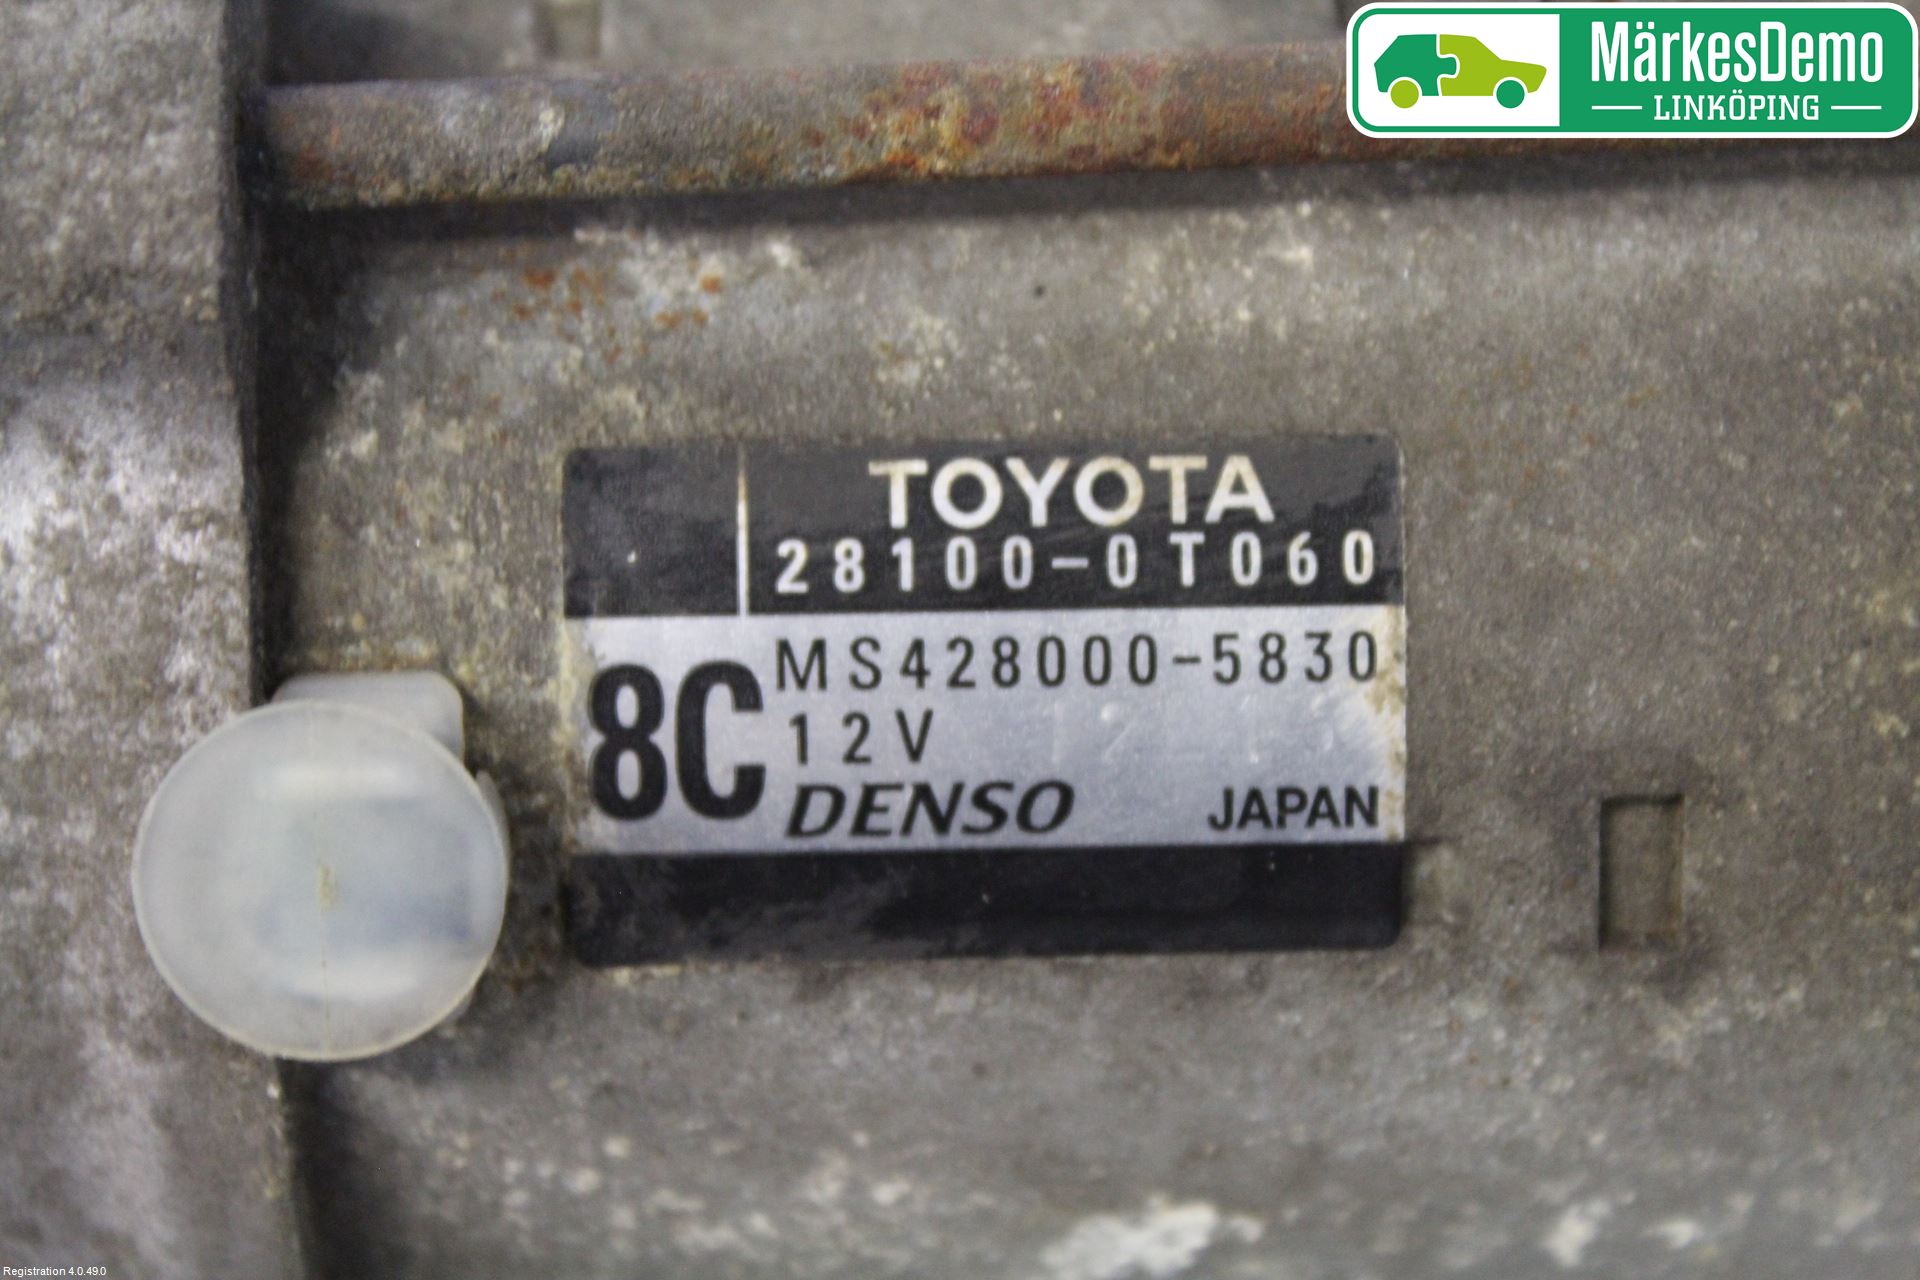 MärkesDemo
LINKÖPING
TOYOTA
28100-0T060
MS428000-5830
8C
12V
DENSO JAPAN
Registration 4.0.49.0